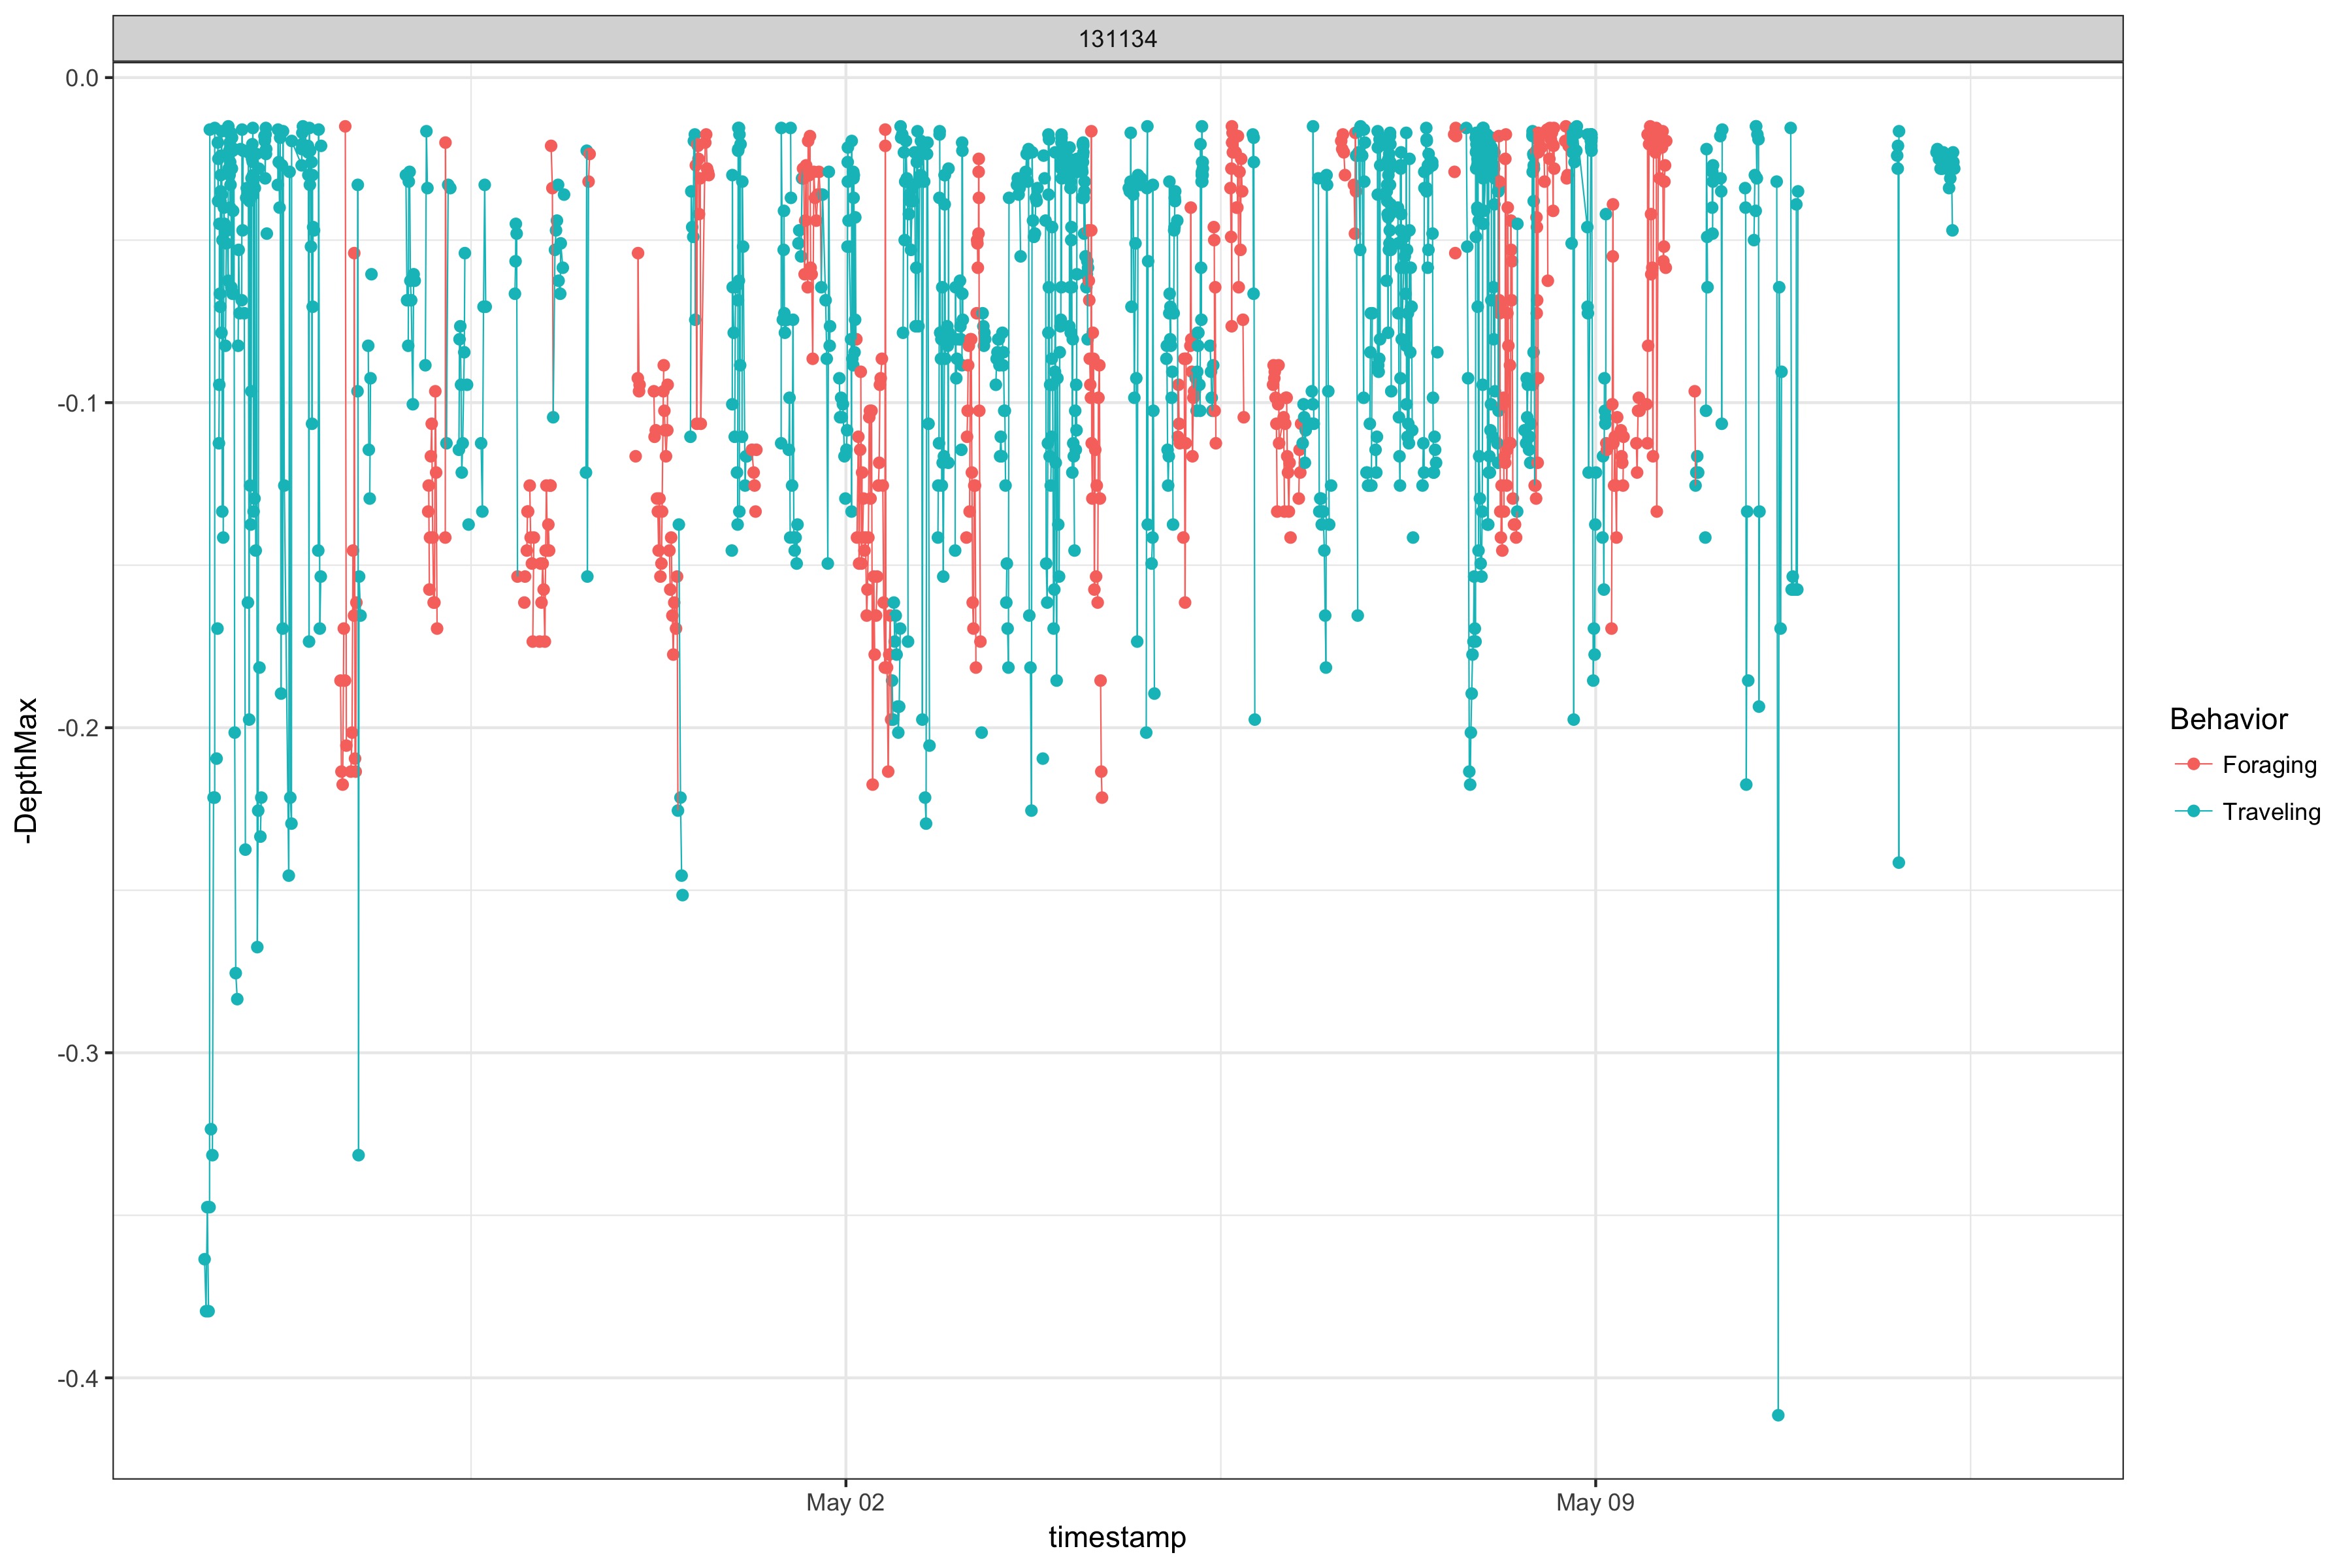 131134
0.0
-0.1
-0.2
-0.3
-0.4
-DepthMax
May 02
May 09
timestamp
Behavior
Foraging
Traveling